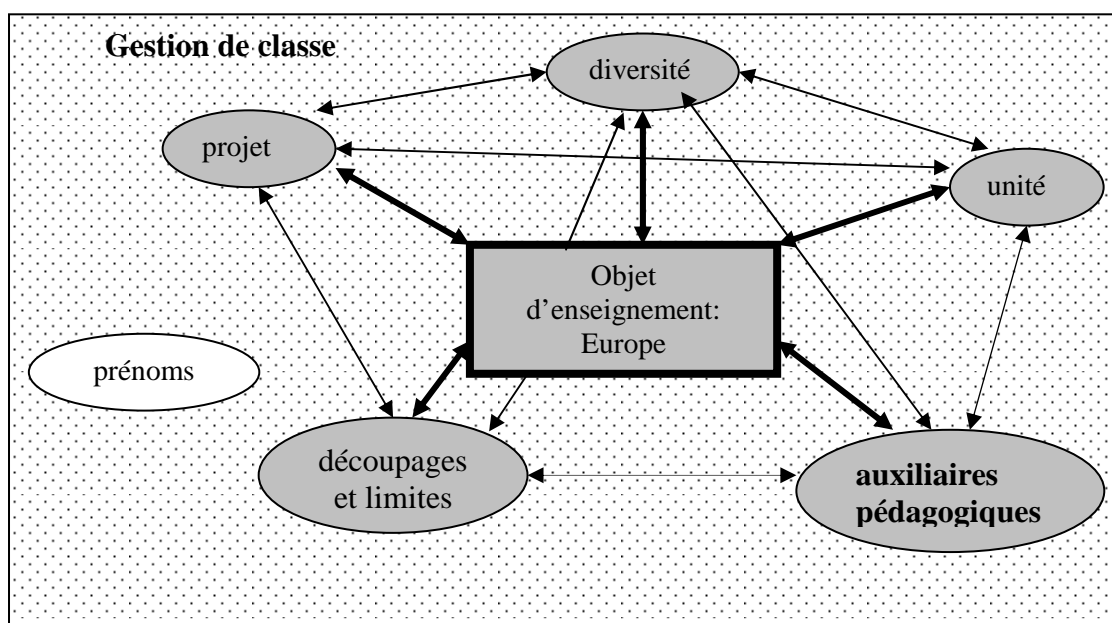 Gestion de classe
diversité
projet
unité
Objet
d’enseignement:
Europe
prénoms
découpages
et limites
auxiliaires
pédagogiques